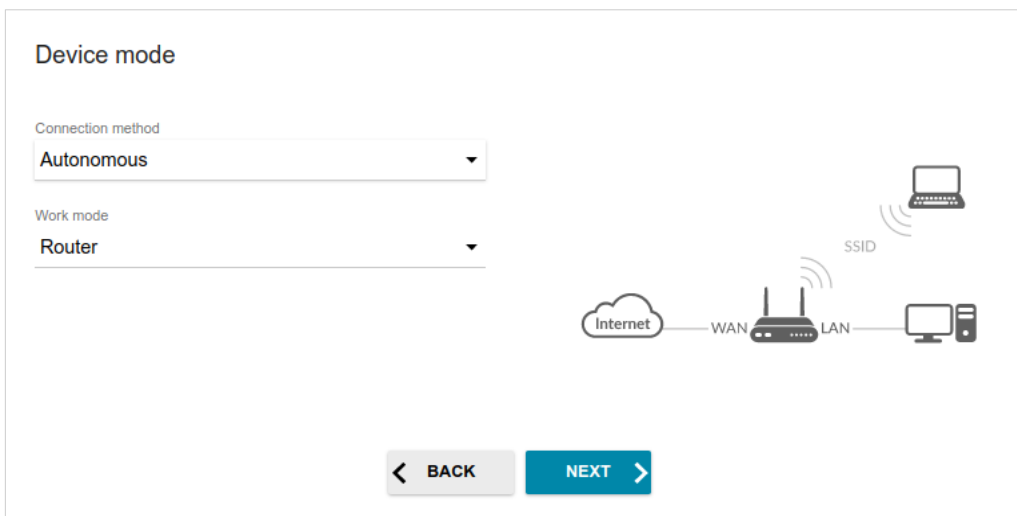 Device mode
Connection method
Autonomous
Work mode
Router
SSID
Internet
WAN
LAN
BACK
NEXT